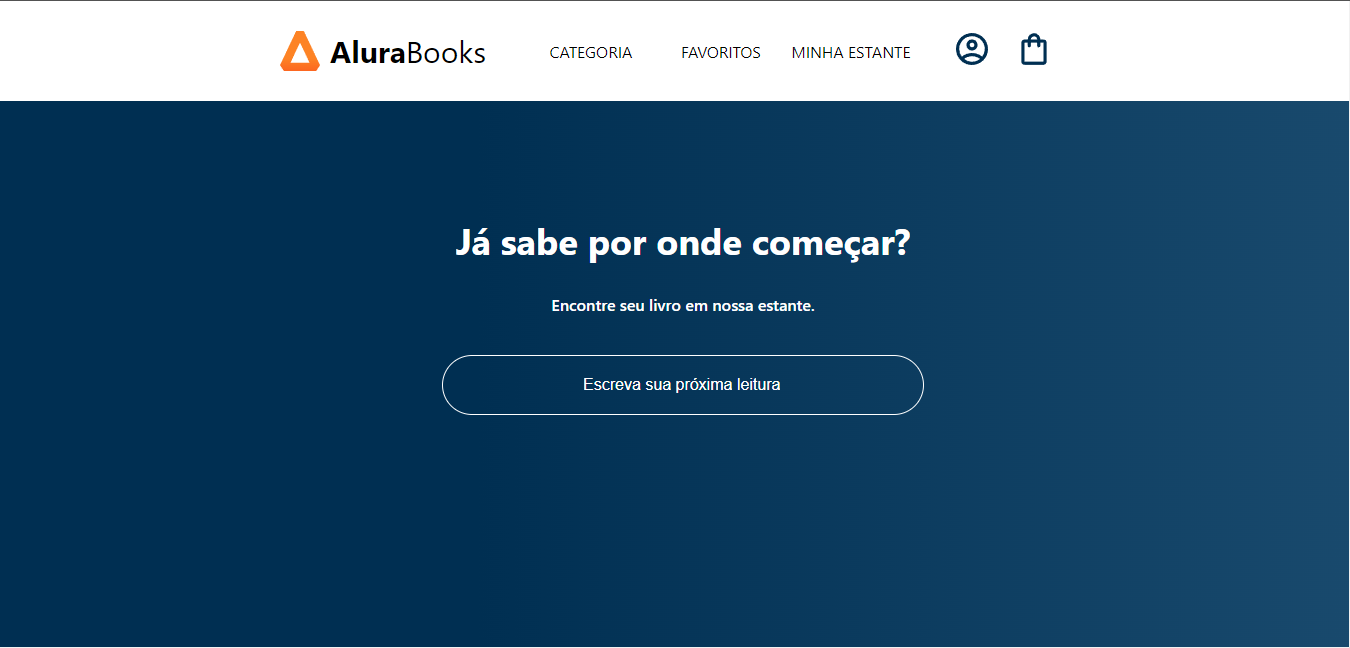 AluraBooks
CATEGORIA FAVORITOS MINHA ESTANTE
Já sabe por onde começar?
Encontre seu livro em nossa estante.
Escreva sua próxima leitura